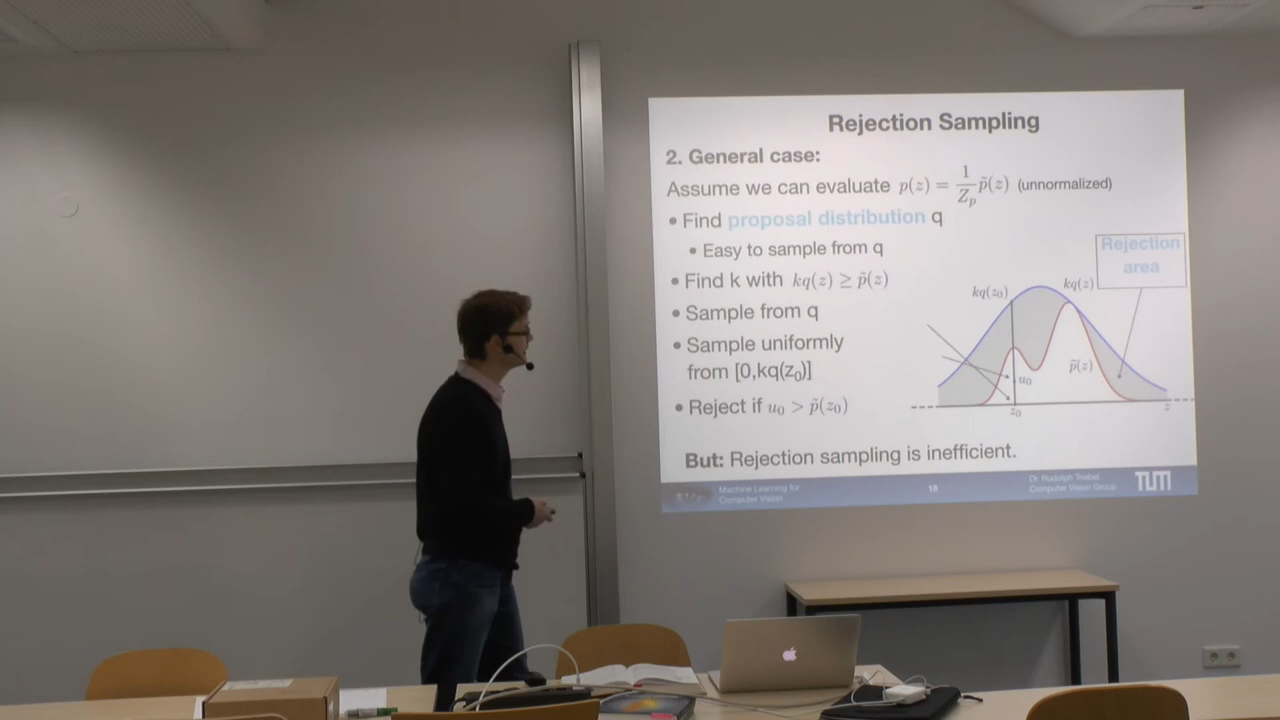 Rejection Sampling
2. General case:
Assume we can evaluate p(z) = 1/Z_p p̃(z) (unnormalized)
• Find proposal distribution q
• Easy to sample from q
• Find k with kq(z) ≥ p̃(z)
• Sample from q
• Sample uniformly
from [0,kq(z₀)]
• Reject if u₀ > p̃(z₀)
Rejection
area
kq(z₀)
kq(z)
p̃(z)
u₀
z₀
z
But: Rejection sampling is inefficient.
Machine Learning for
Computer Vision
18
Dr. Rudolph Triebel
Computer Vision Group
TUM